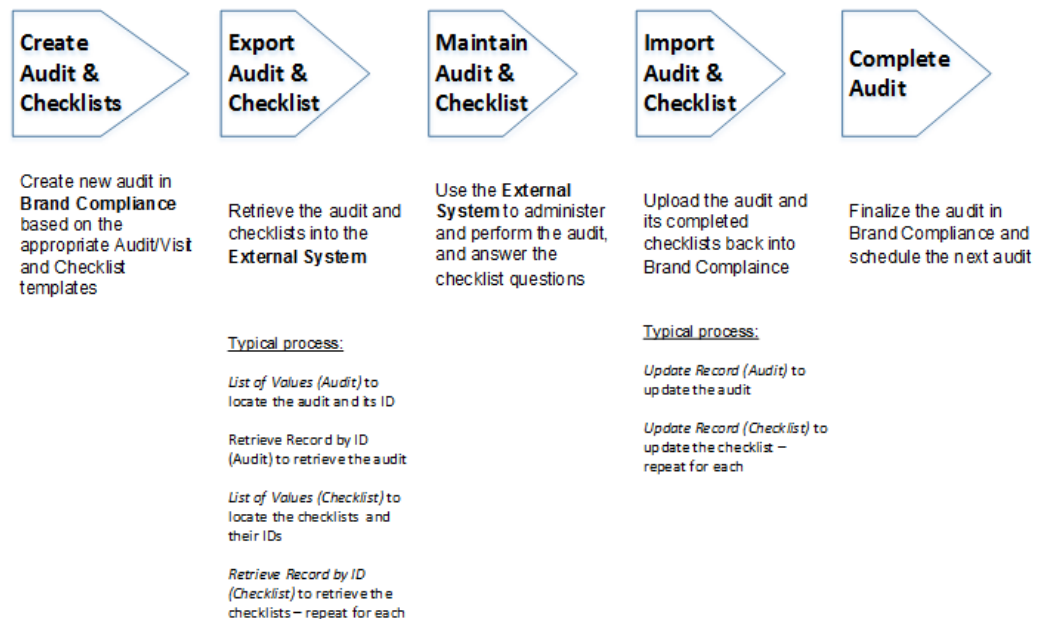 Create
Audit &
Checklists
Export
Audit &
Checklist
Maintain
Audit &
Checklist
Import
Audit &
Checklist
Complete
Audit
Create new audit in
Brand Compliance
based on the
appropriate Audit/Visit
and Checklist
templates
Retrieve the audit and
checklists into the
External System
Use the External
System to administer
and perform the audit,
and answer the
checklist questions
Upload the audit and
its completed
checklists back into
Brand Complaince
Finalize the audit in
Brand Compliance and
schedule the next audit
Typical process:
List of Values (Audit) to
locate the audit and its ID
Retrieve Record by ID
(Audit) to retrieve the audit
List of Values (Checklist) to
locate the checklists and
their IDs
Retrieve Record by ID
(Checklist) to retrieve the
checklists – repeat for each
Typical process:
Update Record (Audit) to
update the audit
Update Record (Checklist) to
update the checklist –
repeat for each